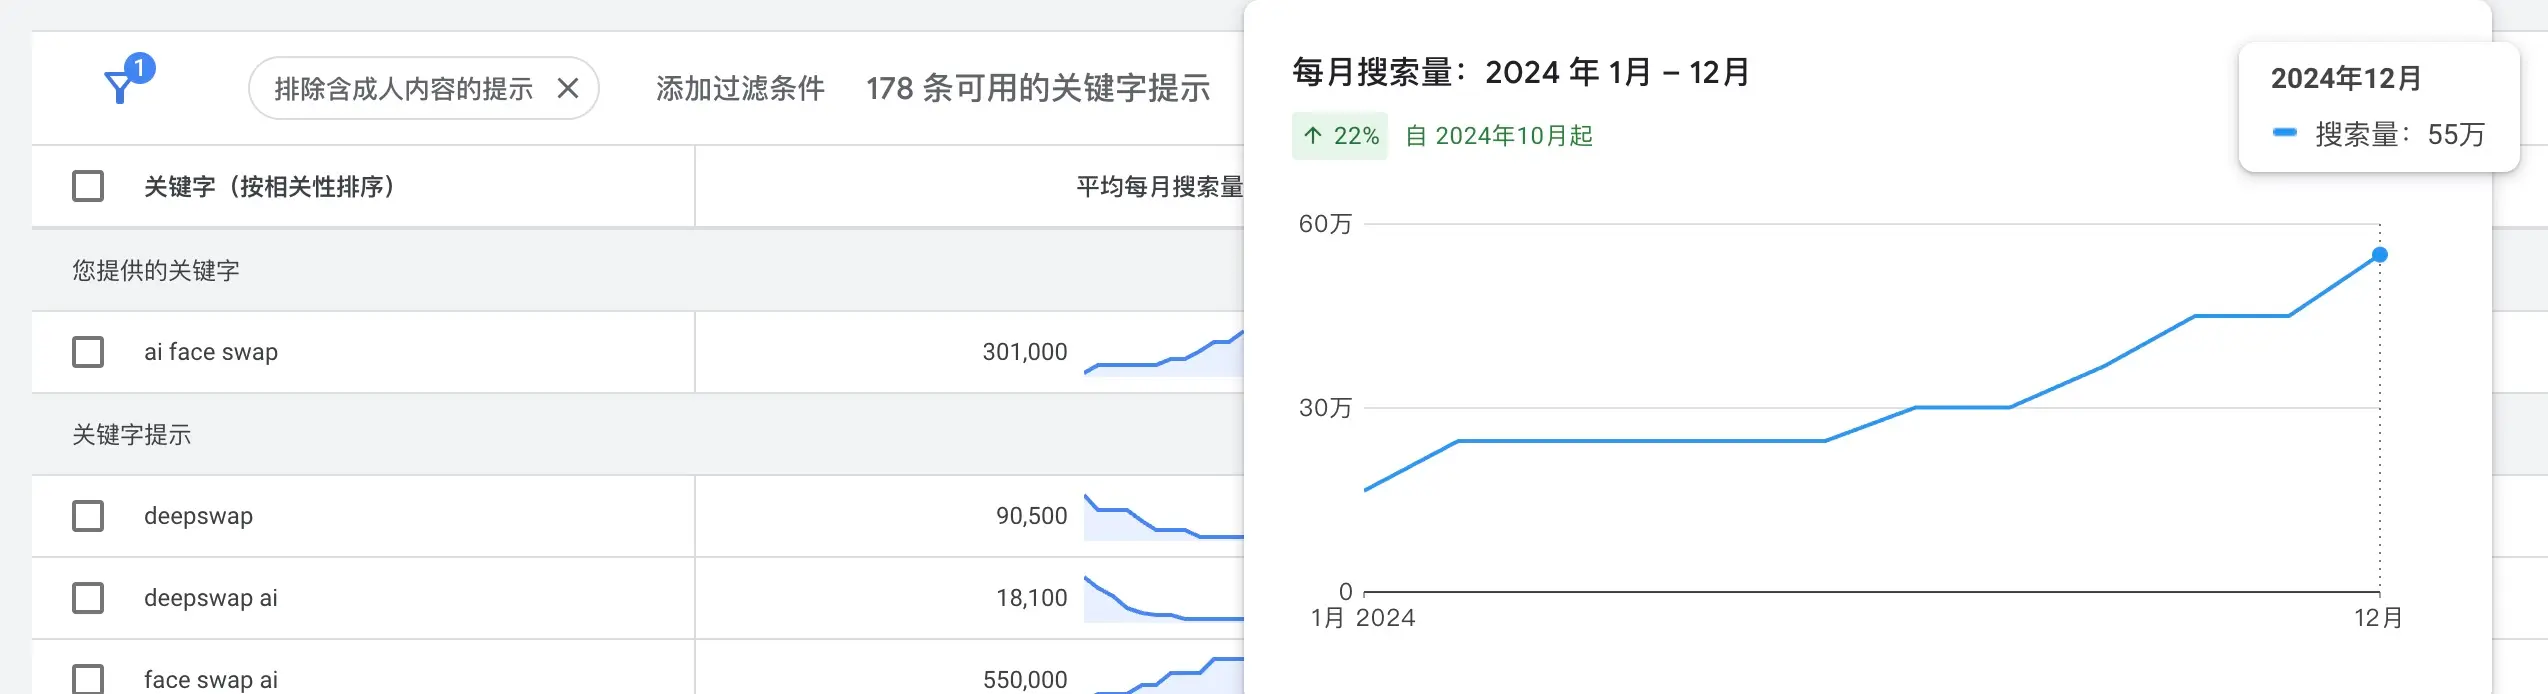 1
排除含成人内容的提示
添加过滤条件
178 条可用的关键字提示
关键字（按相关性排序）
平均每月搜索量
您提供的关键字
ai face swap
301,000
关键字提示
deepswap
90,500
deepswap ai
18,100
face swap ai
550,000
每月搜索量：2024 年 1月 – 12月
↑ 22% 自 2024年10月起
2024年12月
搜索量：55万
60万
30万
0
1月 2024
12月